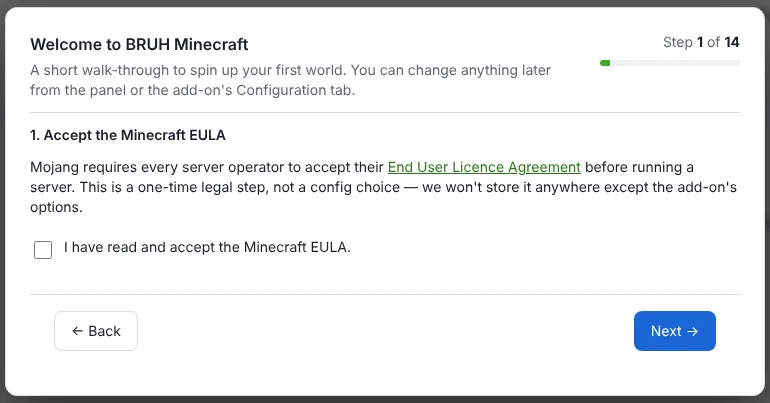 Welcome to BRUH Minecraft
Step 1 of 14
A short walk-through to spin up your first world. You can change anything later
from the panel or the add-on's Configuration tab.
1. Accept the Minecraft EULA
Mojang requires every server operator to accept their End User Licence Agreement before running a
server. This is a one-time legal step, not a config choice — we won't store it anywhere except the add-on's
options.
I have read and accept the Minecraft EULA.
← Back
Next →